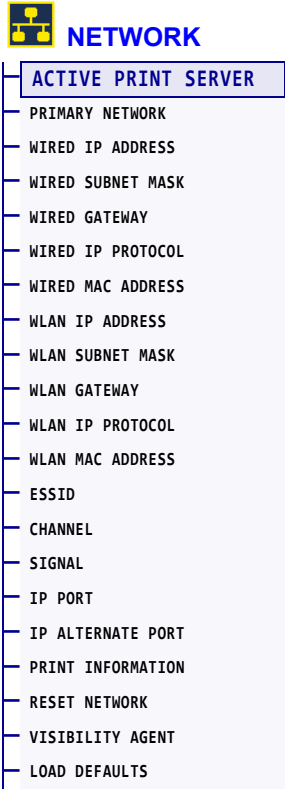 NETWORK
ACTIVE PRINT SERVER
PRIMARY NETWORK
WIRED IP ADDRESS
WIRED SUBNET MASK
WIRED GATEWAY
WIRED IP PROTOCOL
WIRED MAC ADDRESS
WLAN IP ADDRESS
WLAN SUBNET MASK
WLAN GATEWAY
WLAN IP PROTOCOL
WLAN MAC ADDRESS
ESSID
CHANNEL
SIGNAL
IP PORT
IP ALTERNATE PORT
PRINT INFORMATION
RESET NETWORK
VISIBILITY AGENT
LOAD DEFAULTS